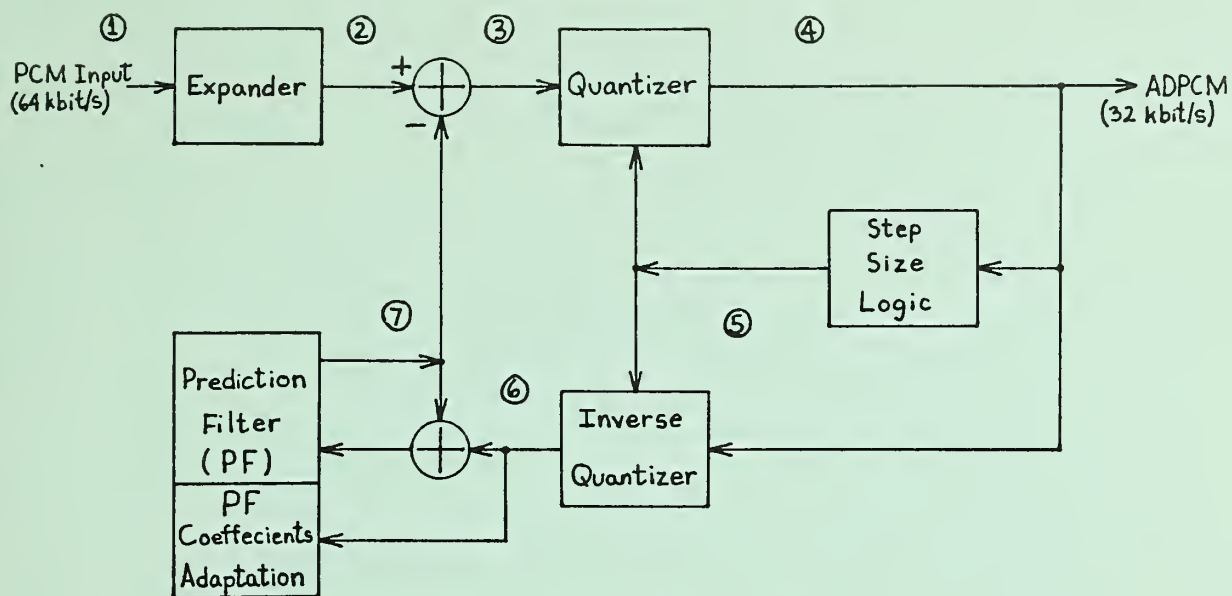 ①
②
③
④
PCM Input
(64 kbit/s)
Expander
+
−
Quantizer
ADPCM
(32 kbit/s)
Step
Size
Logic
⑤
⑦
⑥
Prediction
Filter
(PF)
Inverse
Quantizer
PF
Coeffecients
Adaptation